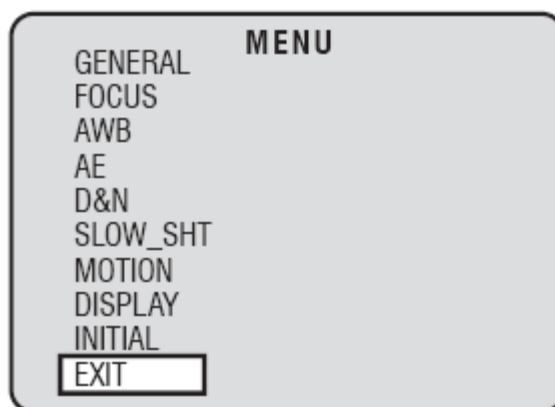 MENU
GENERAL
FOCUS
AWB
AE
D&N
SLOW_SHT
MOTION
DISPLAY
INITIAL
EXIT